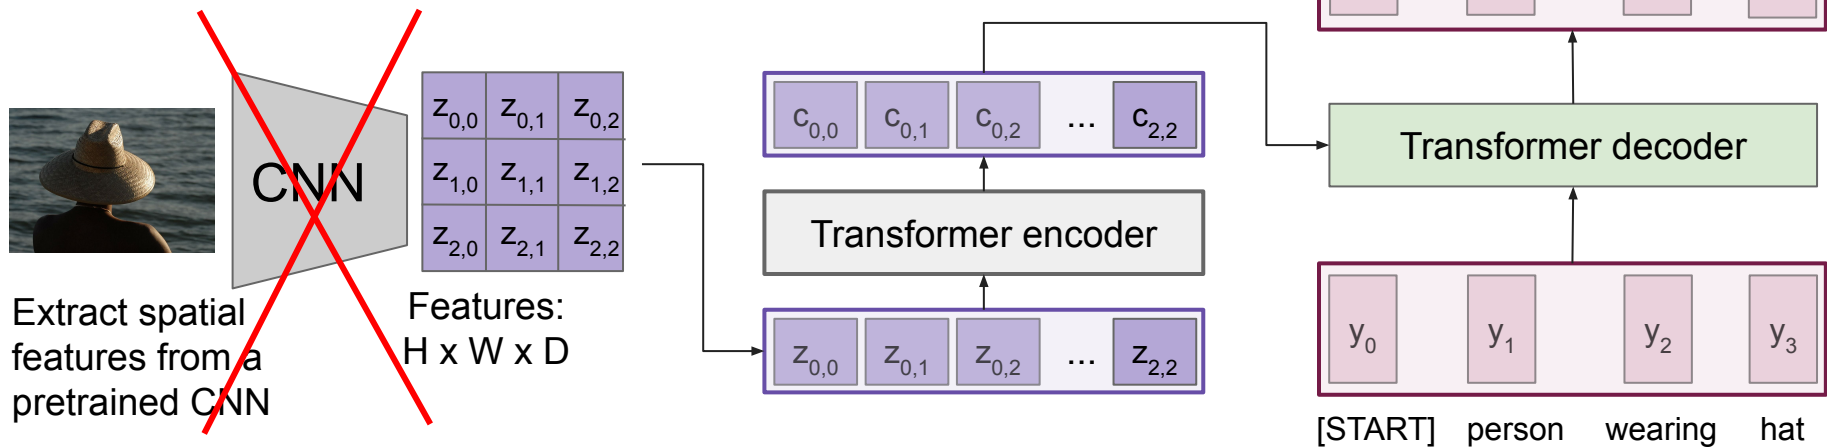 CNN
z0,0 z0,1 z0,2
z1,0 z1,1 z1,2
z2,0 z2,1 z2,2
Extract spatial
features from a
pretrained CNN
Features:
H x W x D
c0,0 c0,1 c0,2 ... c2,2
Transformer encoder
z0,0 z0,1 z0,2 ... z2,2
Transformer decoder
y0 y1 y2 y3
[START] person wearing hat